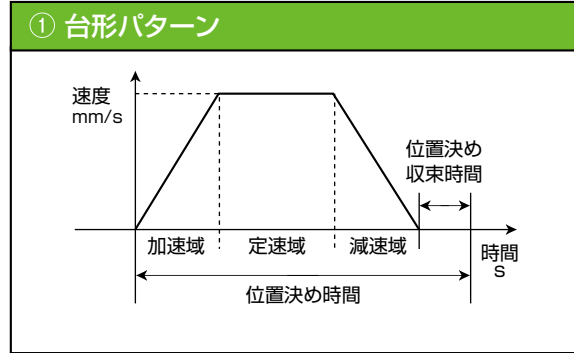 ① 台形パターン
速度
mm/s
位置決め
収束時間
加速域
定速域
減速域
時間
s
位置決め時間